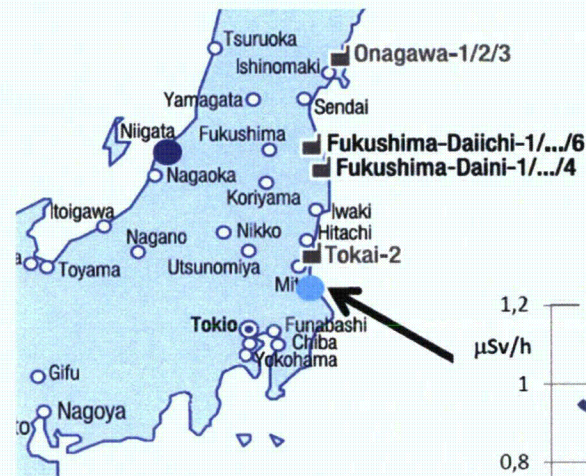 Tsuruoka
Onagawa-1/2/3
Ishinomaki
Yamagata
Sendai
Niigata
Fukushima
Fukushima-Daiichi-1/.../6
Fukushima-Daini-1/.../4
Nagaoka
Koriyama
Itoigawa
Iwaki
Nikko
Hitachi
Nagano
Tokai-2
Toyama
Utsunomiya
Mit
1,2
Tokio
Funabashi
µSv/h
Chiba
Yokohama
Gifu
1
Nagoya
0,8